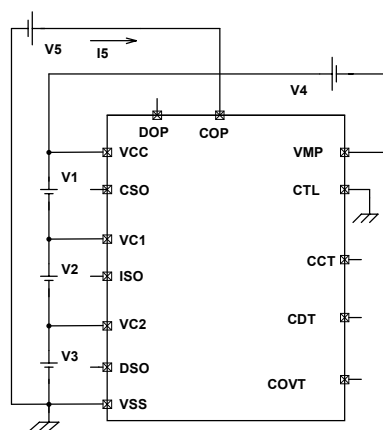 V5
I5
V4
DOP
COP
VCC
VMP
V1
CSO
CTL
VC1
V2
ISO
CCT
VC2
CDT
V3
DSO
COVT
VSS